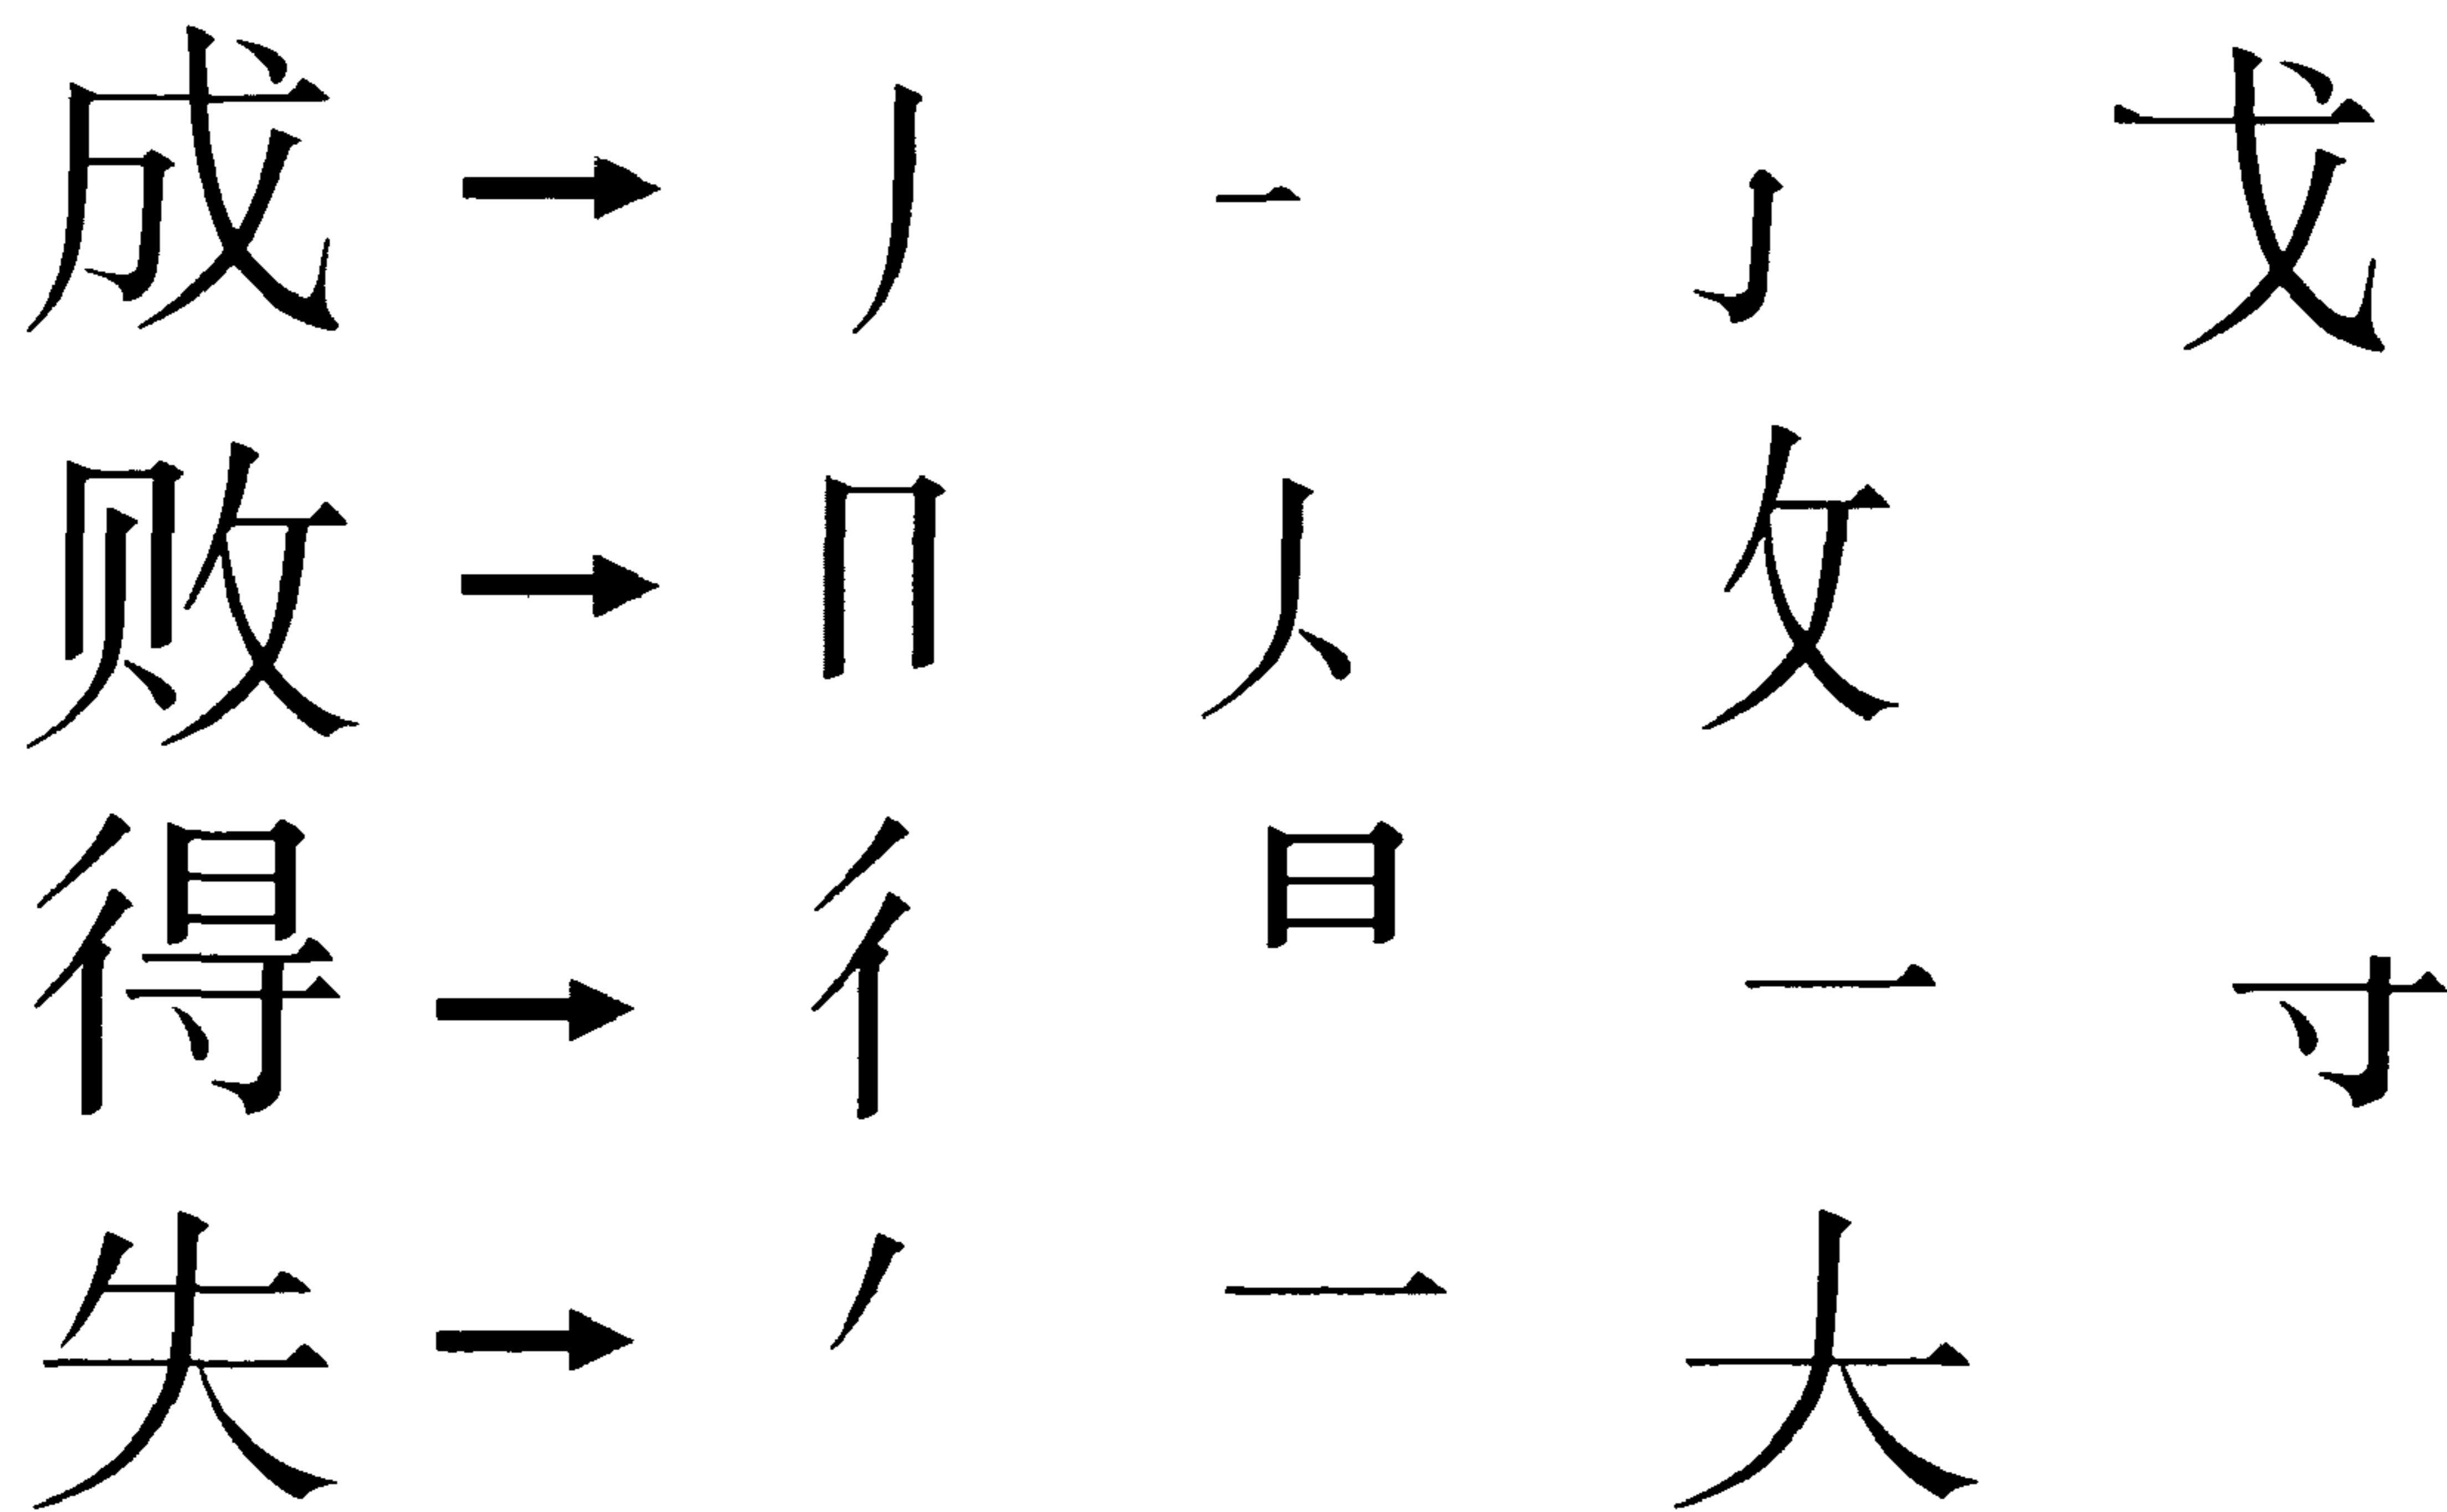 成 → 丿 ㇐ 亅 戈
败 → 冂 人 攵
得 → 彳 日 一 寸
失 → 丿 一 大